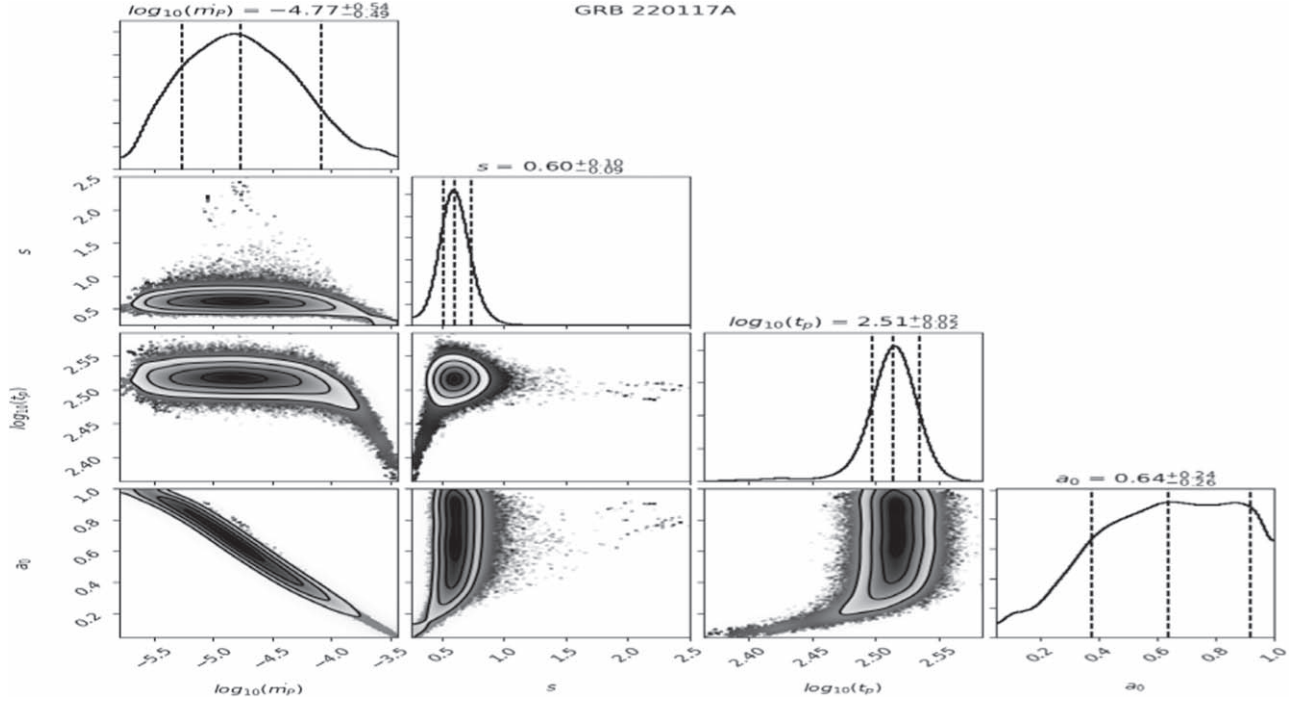 log₁₀(ṁ_P) = −4.77^{+0.54}_{−0.49}
GRB 220117A
s = 0.60^{+0.10}_{−0.09}
2.5
2.0
1.5
1.0
0.5
s
log₁₀(t_p) = 2.51^{+0.02}_{−0.02}
2.55
2.50
2.45
2.40
log₁₀(t_p)
a₀ = 0.64^{+0.24}_{−0.26}
1.0
0.8
0.6
0.4
0.2
a₀
−5.5 −5.0 −4.5 −4.0 −3.5
0.5 1.0 1.5 2.0 2.5
2.40 2.45 2.50 2.55
0.2 0.4 0.6 0.8 1.0
log₁₀(ṁ_P) s log₁₀(t_p) a₀